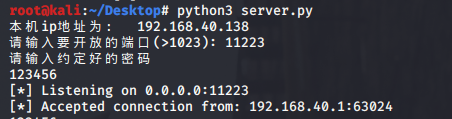 root@kali:~/Desktop# python3 server.py
本机ip地址为： 192.168.40.138
请输入要开放的端口(>1023): 11223
请输入约定好的密码
123456
[*] Listening on 0.0.0.0:11223
[*] Accepted connection from: 192.168.40.1:63024